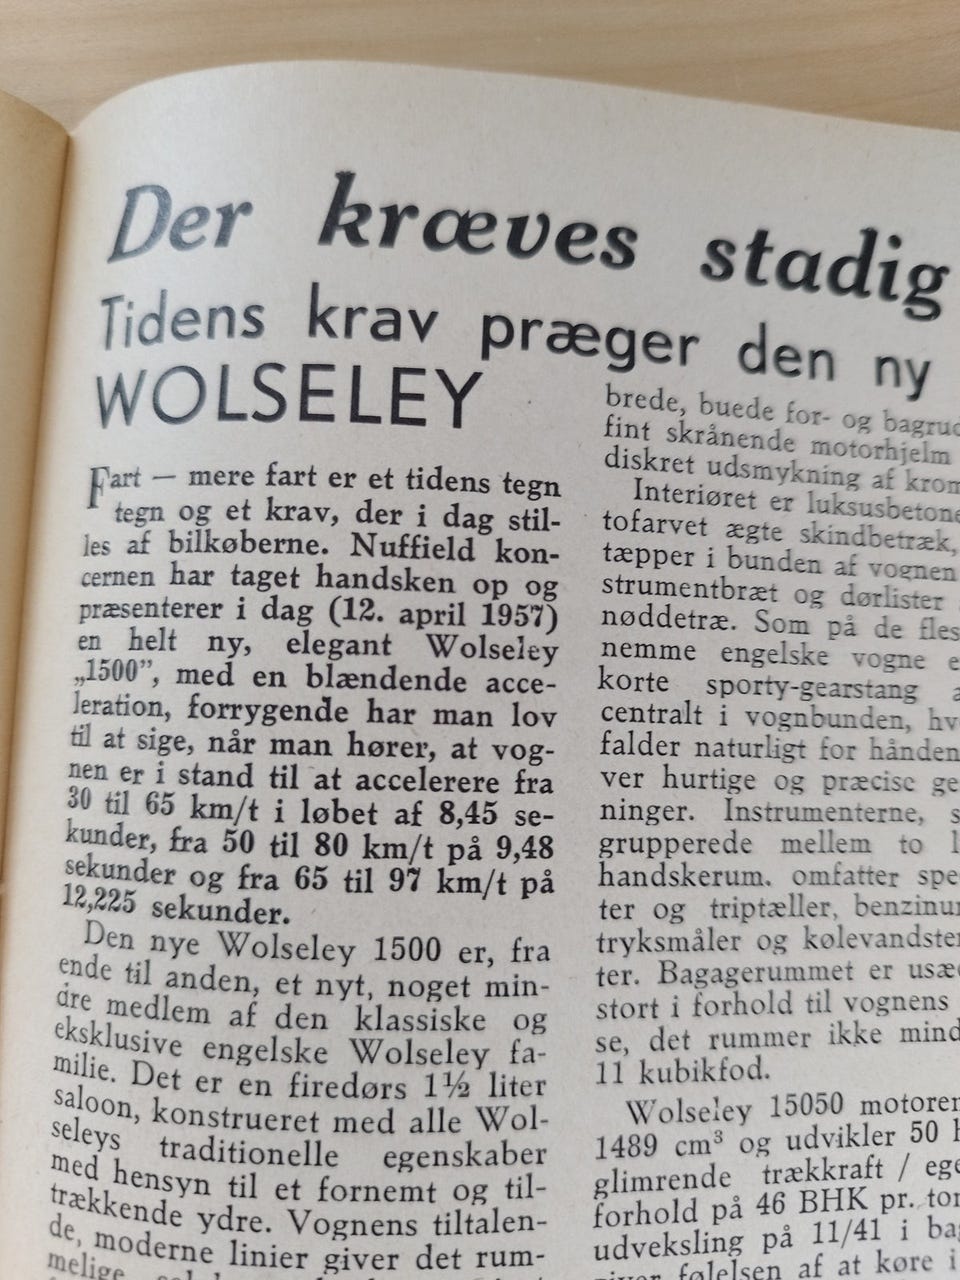 Der kræves stadig
Tidens krav præger den ny
WOLSELEY
Fart — mere fart er et tidens tegn
tegn og et krav, der i dag stil-
les af bilkøberne. Nuffield kon-
cernen har taget handsken op og
præsenterer i dag (12. april 1957)
en helt ny, elegant Wolseley
„1500”, med en blændende acce-
leration, forrygende har man lov
til at sige, når man hører, at vog-
nen er i stand til at accelerere fra
30 til 65 km/t i løbet af 8,45 se-
kunder, fra 50 til 80 km/t på 9,48
sekunder og fra 65 til 97 km/t på
12,225 sekunder.
Den nye Wolseley 1500 er, fra
ende til anden, et nyt, noget min-
dre medlem af den klassiske og
eksklusive engelske Wolseley fa-
milie. Det er en firedørs 1½ liter
saloon, konstrueret med alle Wol-
seleys traditionelle egenskaber
med hensyn til et fornemt og til-
trækkende ydre. Vognens tiltalen-
de, moderne linier giver det rum-
melige
brede, buede for- og bagrud
fint skrånende motorhjelm
diskret udsmykning af krom
Interiøret er luksusbetone
tofarvet ægte skindbetræk,
tæpper i bunden af vognen
strumentbræt og dørlister
nøddetræ. Som på de fles
nemme engelske vogne e
korte sporty-gearstang a
centralt i vognbunden, hv
falder naturligt for hånden
ver hurtige og præcise ge
ninger. Instrumenterne, s
grupperede mellem to l
handskerum. omfatter spe
ter og triptæller, benzinu
tryksmåler og kølevandste
ter. Bagagerummet er usæ
stort i forhold til vognens
se, det rummer ikke mind
11 kubikfod.
Wolseley 15050 motoren
1489 cm³ og udvikler 50 h
glimrende trækkraft / ege
forhold på 46 BHK pr. ton
udveksling på 11/41 i ba
giver følelsen af at køre i